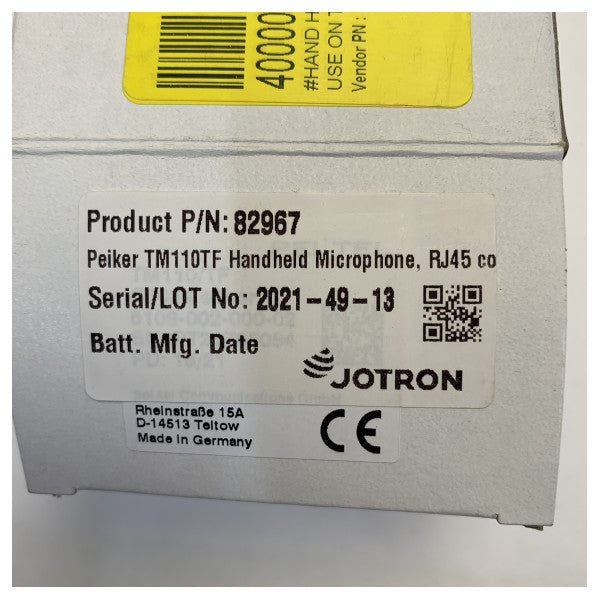 40000
#HAND H
USE ON T
Vendor PN :
Product P/N: 82967
Peiker TM110TF Handheld Microphone, RJ45 co
Serial/LOT No: 2021-49-13
Batt. Mfg. Date
JOTRON
Rheinstraße 15A
D-14513 Teltow
Made in Germany
CE